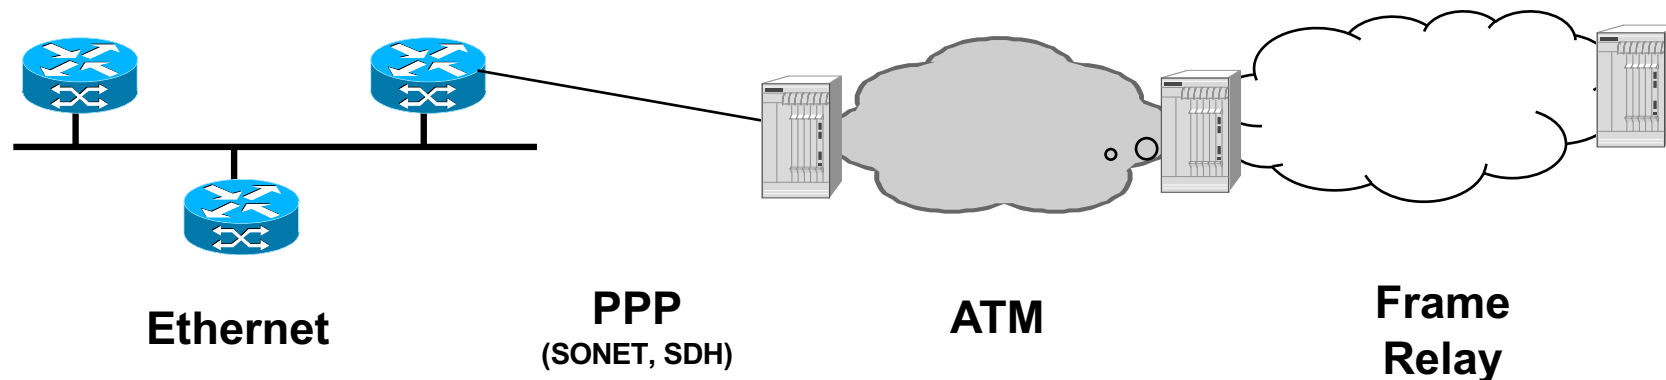 Ethernet
PPP
(SONET, SDH)
ATM
Frame
Relay